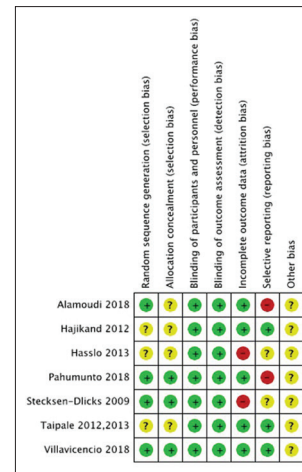 Random sequence generation (selection bias)
Allocation concealment (selection bias)
Blinding of participants and personnel (performance bias)
Blinding of outcome assessment (detection bias)
Incomplete outcome data (attrition bias)
Selective reporting (reporting bias)
Other bias
Alamoudi 2018 + ? + + + - ?
Hajikand 2012 ? ? + + + + ?
Hasslo 2013 ? ? + + - ? ?
Pahumunto 2018 + + + + + - ?
Stecksen-Dlicks 2009 + + + + - ? ?
Taipale 2012,2013 ? ? + + + + ?
Villavicencio 2018 + + + + + + ?